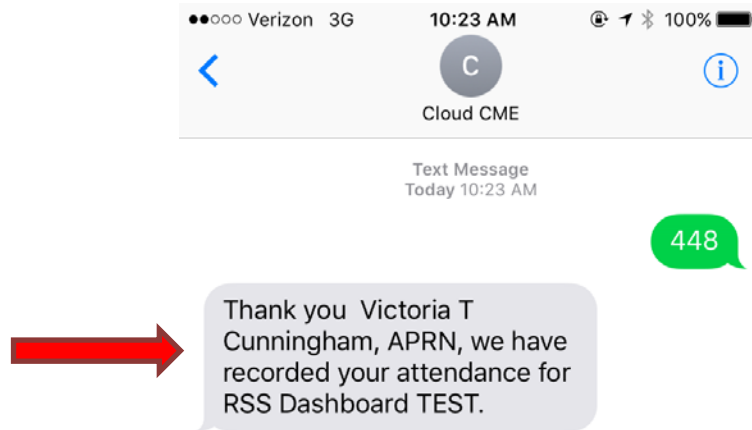 Verizon 3G 10:23 AM 100%
C
i
Cloud CME
Text Message
Today 10:23 AM
448
Thank you Victoria T
Cunningham, APRN, we have
recorded your attendance for
RSS Dashboard TEST.